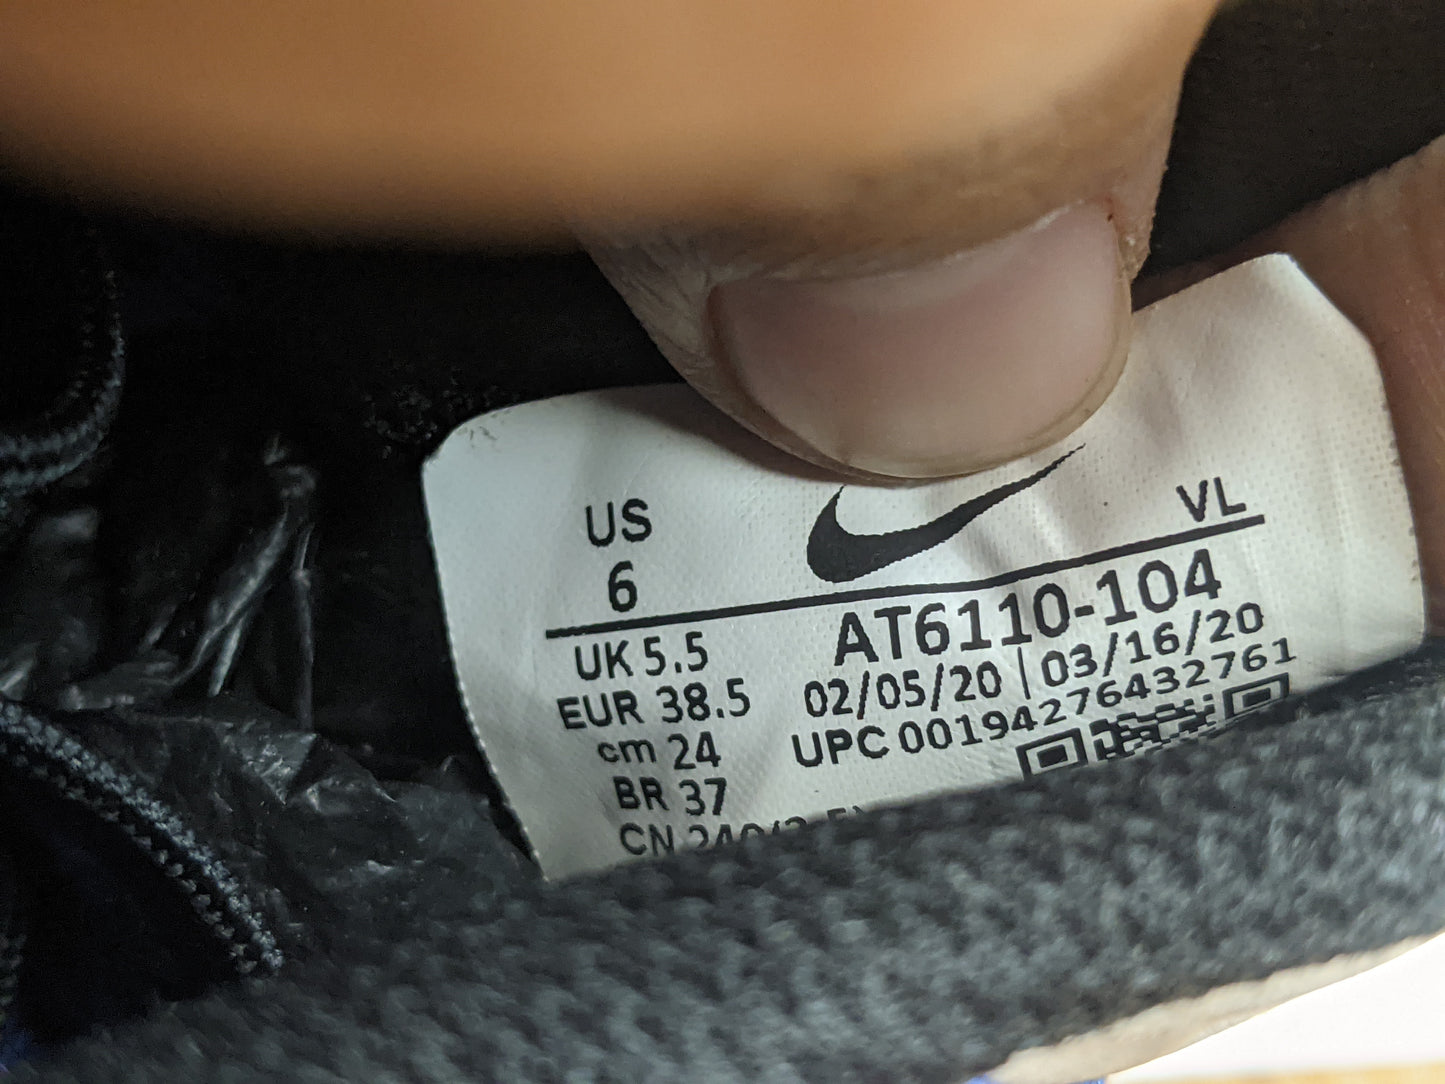 US
6
VL
UK 5.5
EUR 38.5
cm 24
BR 37
CN
AT6110-104
02/05/20 | 03/16/20
UPC 00194276432761